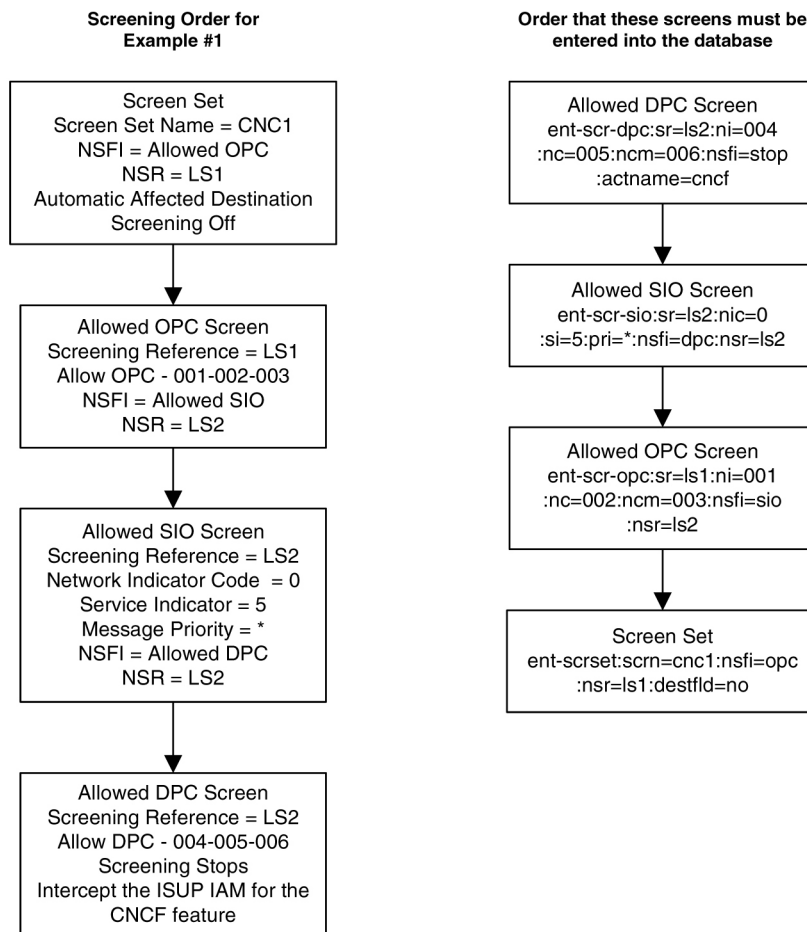 Screening Order for
Example #1
Screen Set
Screen Set Name = CNC1
NSFI = Allowed OPC
NSR = LS1
Automatic Affected Destination
Screening Off
Allowed OPC Screen
Screening Reference = LS1
Allow OPC - 001-002-003
NSFI = Allowed SIO
NSR = LS2
Allowed SIO Screen
Screening Reference = LS2
Network Indicator Code  = 0
Service Indicator = 5
Message Priority = *
NSFI = Allowed DPC
NSR = LS2
Allowed DPC Screen
Screening Reference = LS2
Allow DPC - 004-005-006
Screening Stops
Intercept the ISUP IAM for the
CNCF feature
Order that these screens must be
entered into the database
Allowed DPC Screen
ent-scr-dpc:sr=ls2:ni=004
:nc=005:ncm=006:nsfi=stop
:actname=cncf
Allowed SIO Screen
ent-scr-sio:sr=ls2:nic=0
:si=5:pri=*:nsfi=dpc:nsr=ls2
Allowed OPC Screen
ent-scr-opc:sr=ls1:ni=001
:nc=002:ncm=003:nsfi=sio
:nsr=ls2
Screen Set
ent-scrset:scrn=cnc1:nsfi=opc
:nsr=ls1:destfld=no